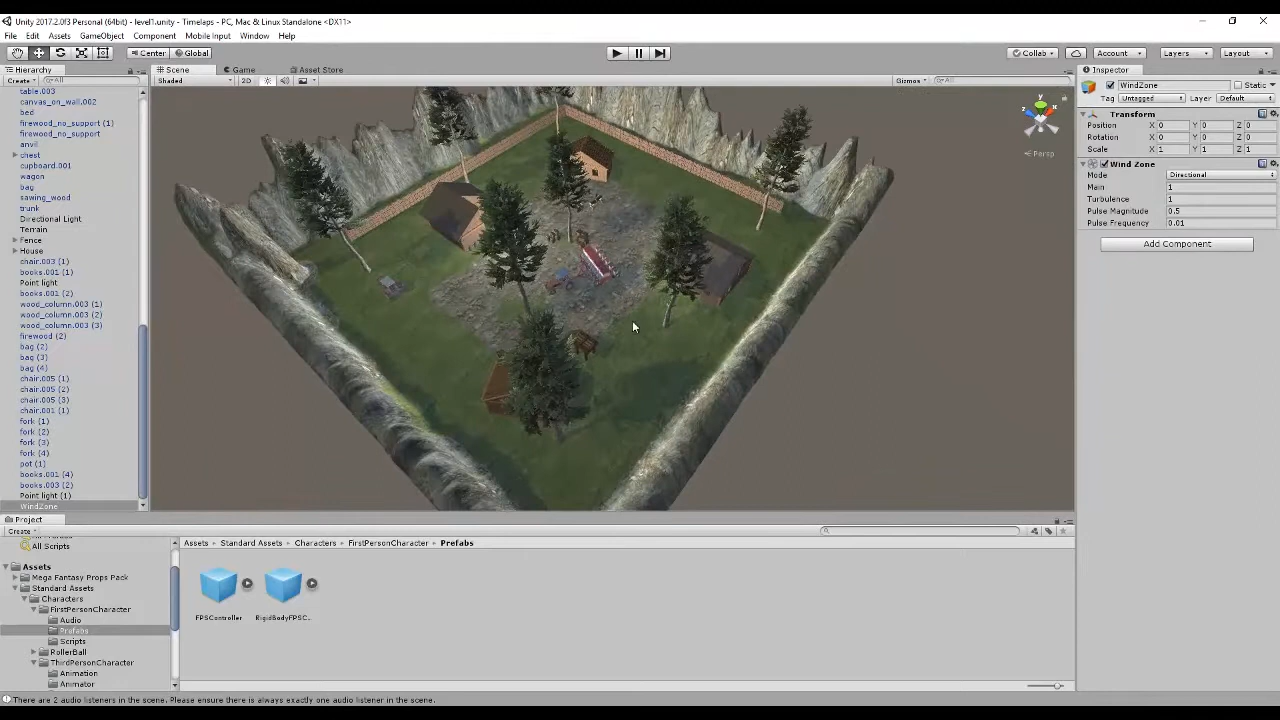 Unity 2017.2.0f3 Personal (64bit) - level1.unity - Timelaps - PC, Mac & Linux Standalone <DX11>
File Edit Assets GameObject Component Mobile Input Window Help
Center Global Collab Account Layers Layout
Hierarchy
Create All
table.003
canvas_on_wall.002
bed
firewood_no_support (1)
firewood_no_support
anvil
chest
cupboard.001
wagon
bag
sawing_wood
trunk
Directional Light
Terrain
Fence
House
chair.003 (1)
books.001 (1)
Point light
books.001 (2)
wood_column.003 (1)
wood_column.003 (2)
wood_column.003 (3)
firewood (2)
bag (2)
bag (3)
bag (4)
chair.005 (1)
chair.005 (2)
chair.005 (3)
chair.001 (1)
fork (1)
fork (2)
fork (3)
fork (4)
pot (1)
books.001 (4)
books.003 (2)
Point light (1)
WindZone
Scene Game Asset Store
Shaded 2D Gizmos All
y
x
z
Persp
Inspector
WindZone Static
Tag Untagged Layer Default
Transform
Position X 0 Y 0 Z 0
Rotation X 0 Y 0 Z 0
Scale X 1 Y 1 Z 1
Wind Zone
Mode Directional
Main 1
Turbulence 1
Pulse Magnitude 0.5
Pulse Frequency 0.01
Add Component
Project
Create
All Scripts
Assets
Mega Fantasy Props Pack
Standard Assets
Characters
FirstPersonCharacter
Audio
Prefabs
Scripts
RollerBall
ThirdPersonCharacter
Animation
Animator
Assets Standard Assets Characters FirstPersonCharacter Prefabs
FPSController RigidBodyFPSC...
There are 2 audio listeners in the scene. Please ensure there is always exactly one audio listener in the scene.